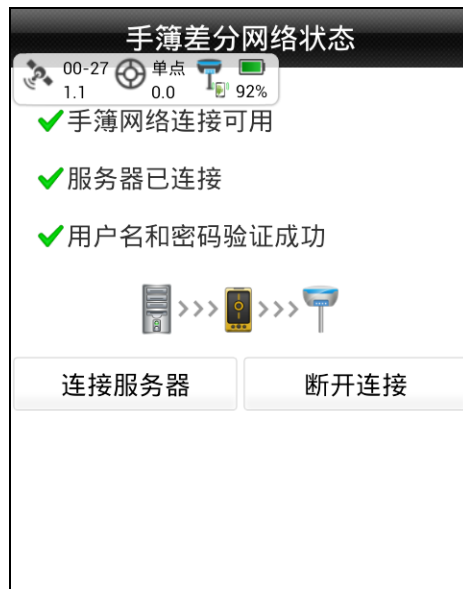 手簿差分网络状态
00-27 单点
1.1 0.0 92%
手簿网络连接可用
服务器已连接
用户名和密码验证成功
>>> >>>
连接服务器 断开连接